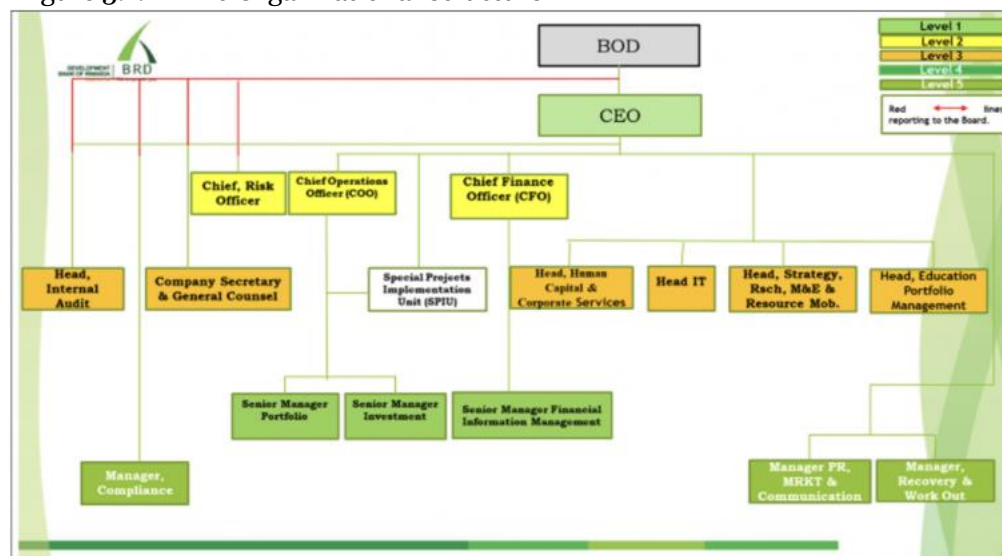 BOD
Level 1
Level 2
Level 3
Level 4
Level 5
DEVELOPMENT
BANK OF RWANDA
BRD
CEO
Red lines
reporting to the Board.
Chief, Risk
Officer
Chief Operations
Officer (COO)
Chief Finance
Officer (CFO)
Head,
Internal
Audit
Company Secretary
& General Counsel
Special Projects
Implementation
Unit (SPIU)
Head, Human
Capital &
Corporate Services
Head IT
Head, Strategy,
Rsch, M&E &
Resource Mob.
Head, Education
Portfolio
Management
Senior Manager
Portfolio
Senior Manager
Investment
Senior Manager Financial
Information Management
Manager,
Compliance
Manager PR,
MRKT &
Communication
Manager,
Recovery &
Work Out